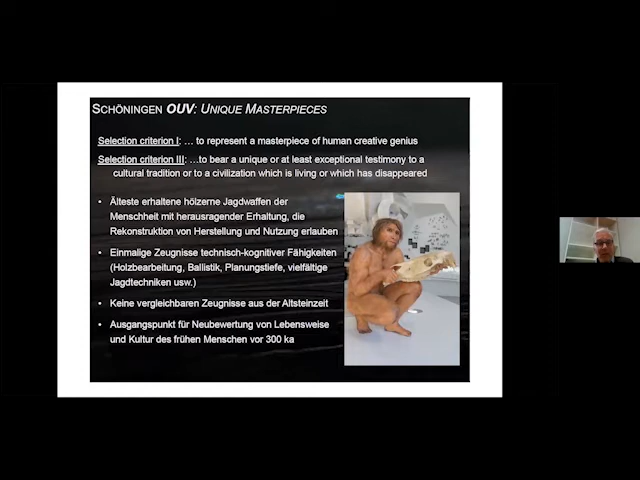 SCHÖNINGEN OUV: UNIQUE MASTERPIECES
Selection criterion I: … to represent a masterpiece of human creative genius
Selection criterion III: …to bear a unique or at least exceptional testimony to a
cultural tradition or to a civilization which is living or which has disappeared
• Älteste erhaltene hölzerne Jagdwaffen der
Menschheit mit herausragender Erhaltung, die
Rekonstruktion von Herstellung und Nutzung erlauben
• Einmalige Zeugnisse technisch-kognitiver Fähigkeiten
(Holzbearbeitung, Ballistik, Planungstiefe, vielfältige
Jagdtechniken usw.)
• Keine vergleichbaren Zeugnisse aus der Altsteinzeit
• Ausgangspunkt für Neubewertung von Lebensweise
und Kultur des frühen Menschen vor 300 ka